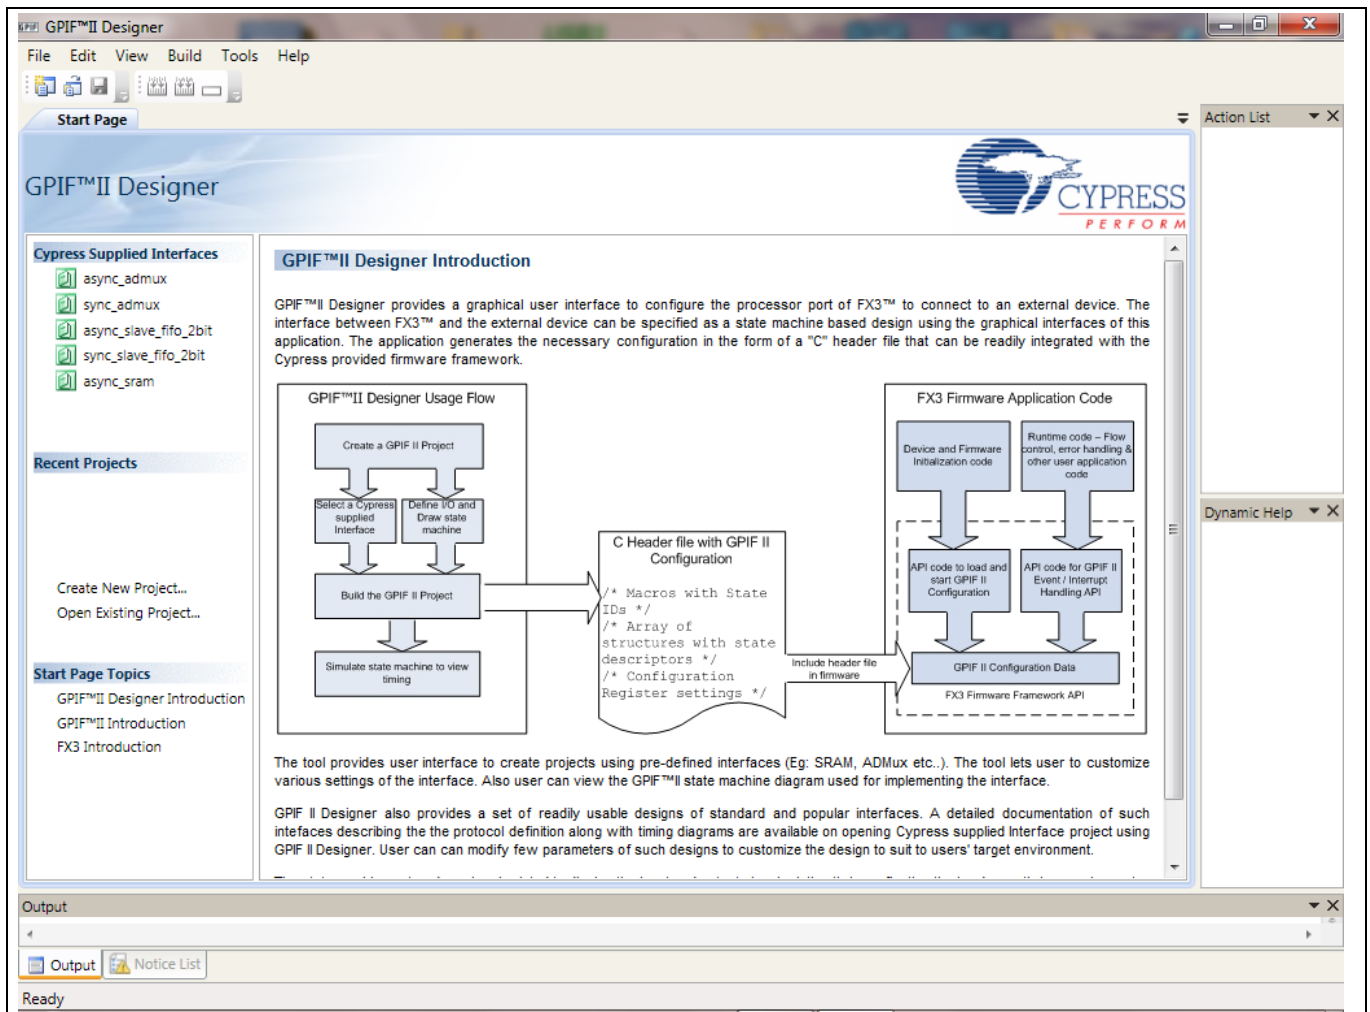 GPIF GPIF™II Designer
File Edit View Build Tools Help
Start Page
Action List
GPIF™II Designer
CYPRESS
PERFORM
Cypress Supplied Interfaces
async_admux
sync_admux
async_slave_fifo_2bit
sync_slave_fifo_2bit
async_sram
Recent Projects
Create New Project...
Open Existing Project...
Start Page Topics
GPIF™II Designer Introduction
GPIF™II Introduction
FX3 Introduction
GPIF™II Designer Introduction
GPIF™II Designer provides a graphical user interface to configure the processor port of FX3™ to connect to an external device. The
interface between FX3™ and the external device can be specified as a state machine based design using the graphical interfaces of this
application. The application generates the necessary configuration in the form of a "C" header file that can be readily integrated with the
Cypress provided firmware framework.
GPIF™II Designer Usage Flow
Create a GPIF II Project
Select a Cypress
supplied
Interface
Define I/O and
Draw state
machine
Build the GPIF II Project
Simulate state machine to view
timing
C Header file with GPIF II
Configuration
/* Macros with State
IDs */
/* Array of
structures with state
descriptors */
/* Configuration
Register settings */
Include header file
in firmware
FX3 Firmware Application Code
Device and Firmware
Initialization code
Runtime code – Flow
control, error handling &
other user application
code
API code to load and
start GPIF II
Configuration
API code for GPIF II
Event / Interrupt
Handling API
GPIF II Configuration Data
FX3 Firmware Framework API
The tool provides user interface to create projects using pre-defined interfaces (Eg: SRAM, ADMux etc..). The tool lets user to customize
various settings of the interface. Also user can view the GPIF™II state machine diagram used for implementing the interface.
GPIF II Designer also provides a set of readily usable designs of standard and popular interfaces. A detailed documentation of such
intefaces describing the the protocol definition along with timing diagrams are available on opening Cypress supplied Interface project using
GPIF II Designer. User can can modify few parameters of such designs to customize the design to suit to users' target environment.
Dynamic Help
Output
Output Notice List
Ready